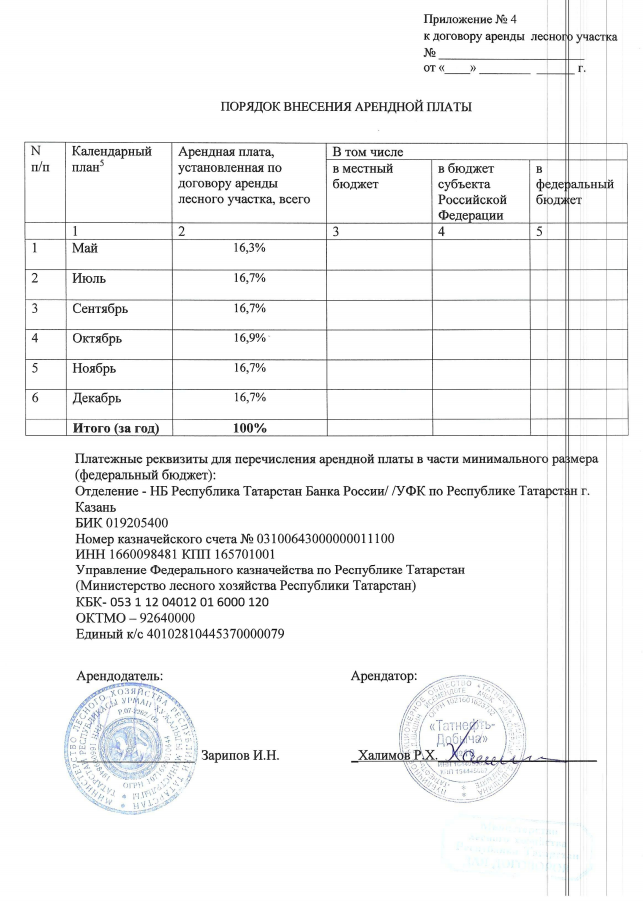 Приложение № 4
к договору аренды лесного участка
№ ______________________
от «____» ________ ______ г.
ПОРЯДОК ВНЕСЕНИЯ АРЕНДНОЙ ПЛАТЫ
N п/п
Календарный план5
Арендная плата, установленная по договору аренды лесного участка, всего
В том числе
в местный бюджет
в бюджет субъекта Российской Федерации
в федеральный бюджет
1 2 3 4 5
1 Май 16,3%
2 Июль 16,7%
3 Сентябрь 16,7%
4 Октябрь 16,9%
5 Ноябрь 16,7%
6 Декабрь 16,7%
Итого (за год) 100%
Платежные реквизиты для перечисления арендной платы в части минимального размера
(федеральный бюджет):
Отделение - НБ Республика Татарстан Банка России/ /УФК по Республике Татарстан г.
Казань
БИК 019205400
Номер казначейского счета № 03100643000000011100
ИНН 1660098481 КПП 165701001
Управление Федерального казначейства по Республике Татарстан
(Министерство лесного хозяйства Республики Татарстан)
КБК- 053 1 12 04012 01 6000 120
ОКТМО – 92640000
Единый к/с 40102810445370000079
Арендодатель: Арендатор:
Зарипов И.Н. Халимов Р.Х.
МИНИСТЕРСТВО ЛЕСНОГО ХОЗЯЙСТВА РЕСПУБЛИКИ ТАТАРСТАН
«Татнефть-
Добыча»